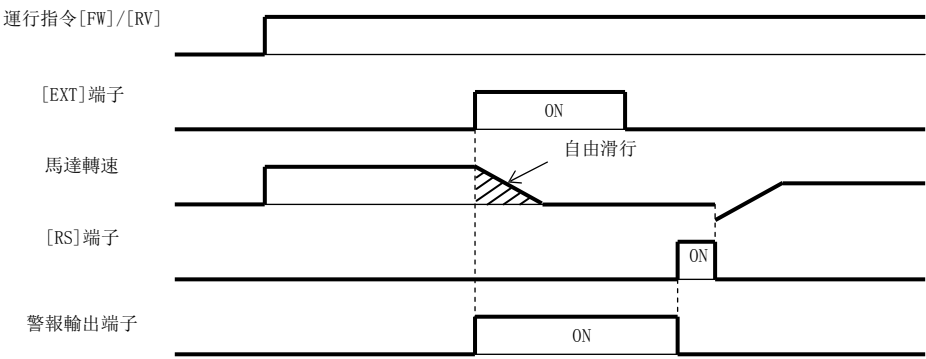 運行指令[FW]/[RV]
[EXT]端子
ON
自由滑行
馬達轉速
[RS]端子
ON
警報輸出端子
ON